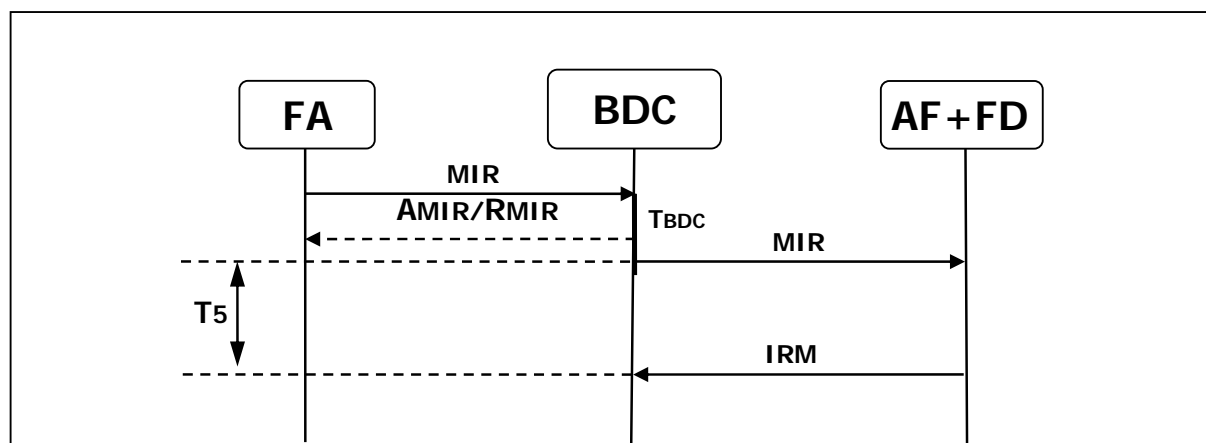 FA
BDC
AF+FD
MIR
AMIR/RMIR
TBDC
MIR
T5
IRM